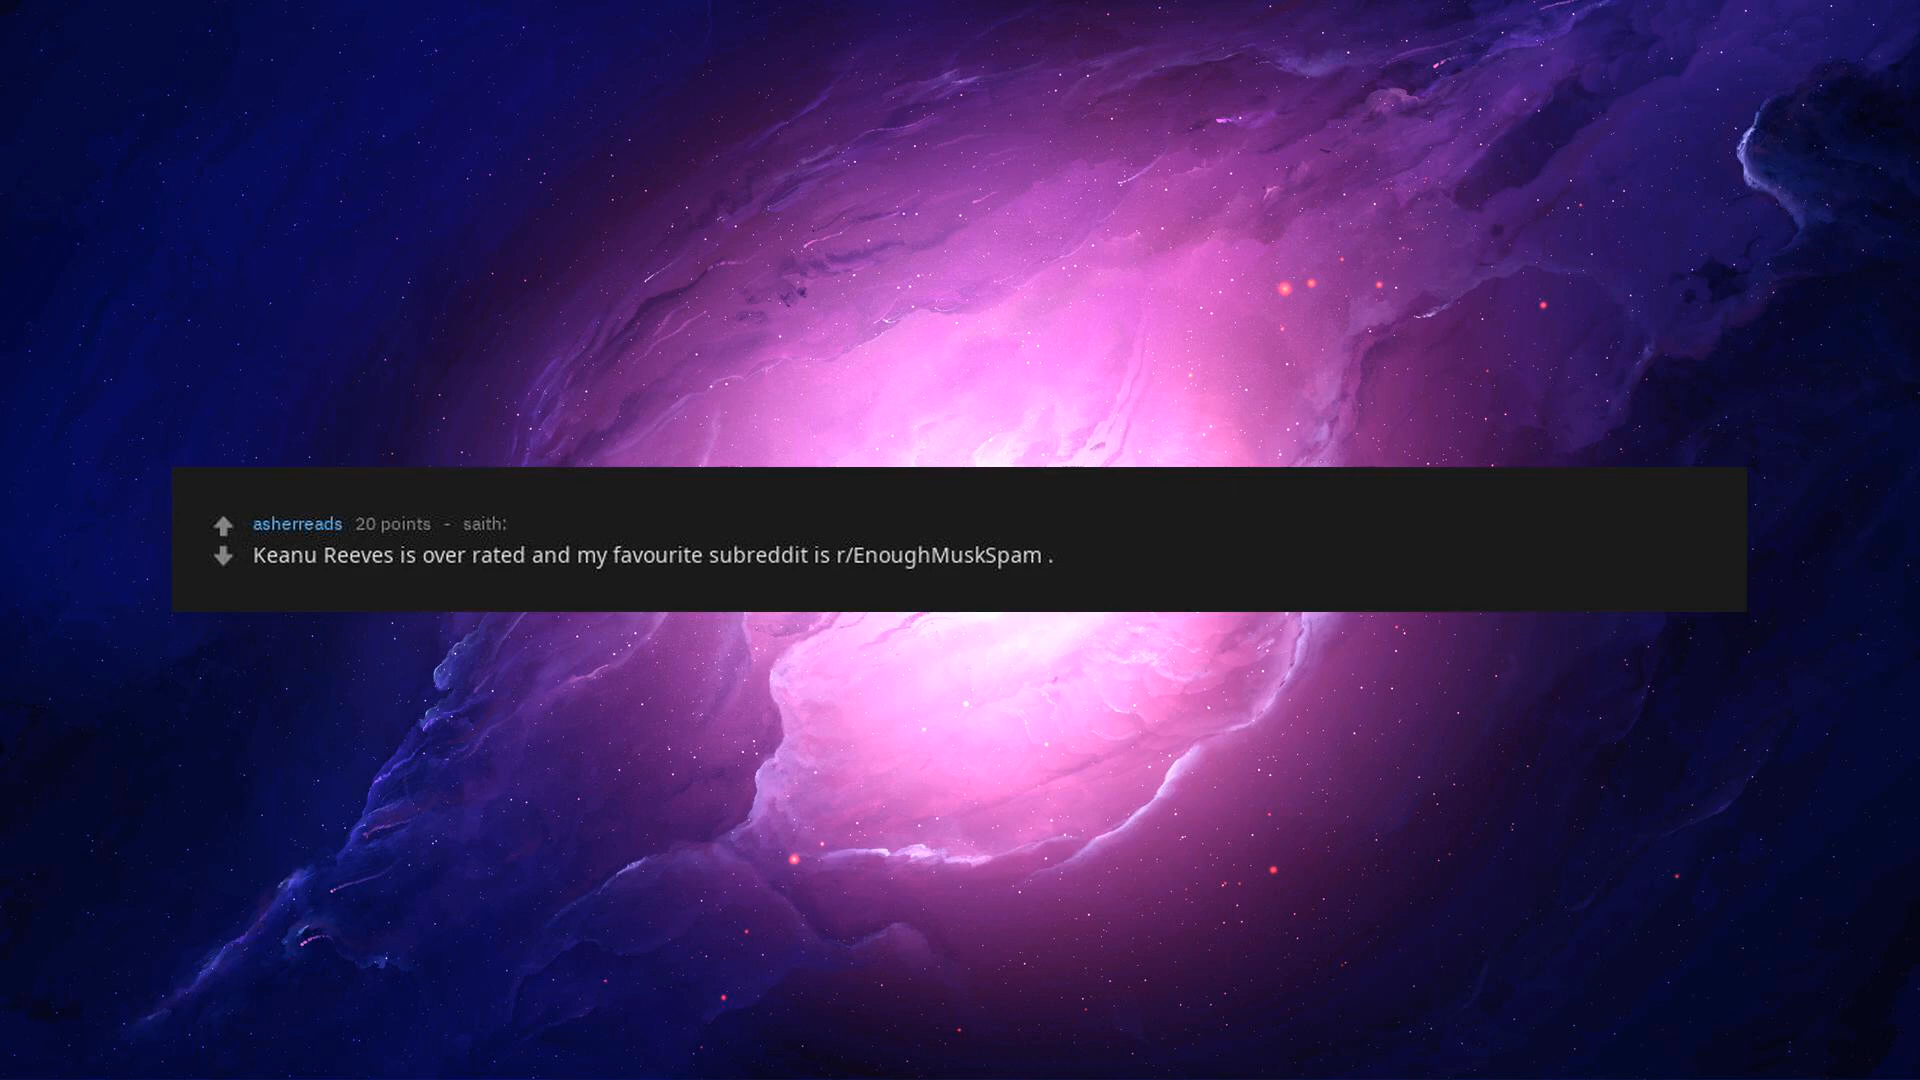 asherreads 20 points - saith:
Keanu Reeves is over rated and my favourite subreddit is r/EnoughMuskSpam .